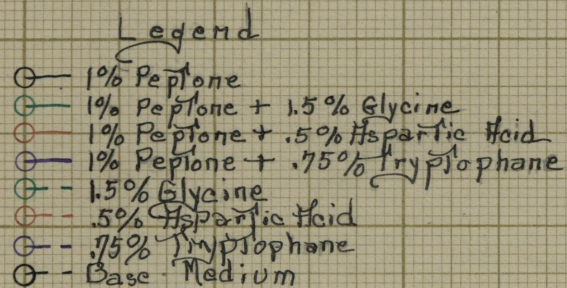 Legend
1% Peptone
1% Peptone + 1.5% Glycine
1% Peptone + .5% Aspartic Acid
1% Peptone + .75% Tryptophane
1.5% Glycine
.5% Aspartic Acid
.75% Tryptophane
Base Medium